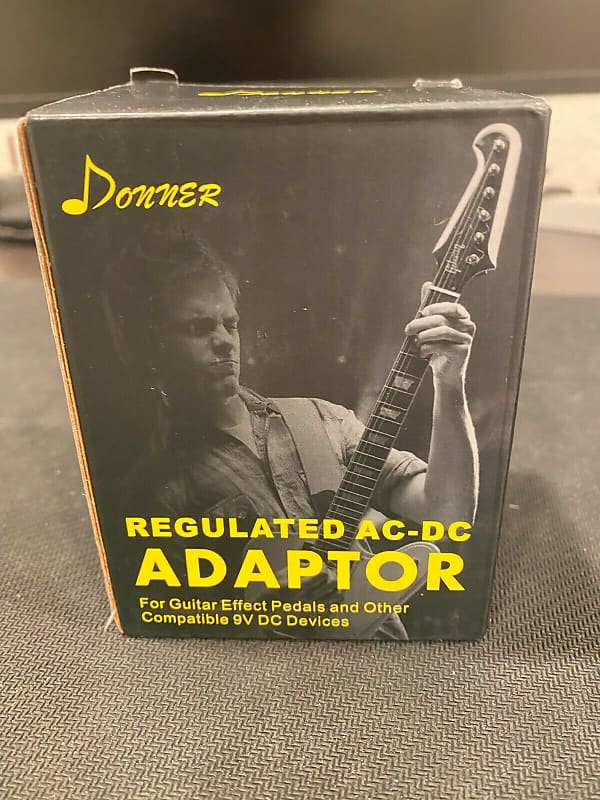 DONNER
REGULATED AC-DC
ADAPTOR
For Guitar Effect Pedals and Other
Compatible 9V DC Devices